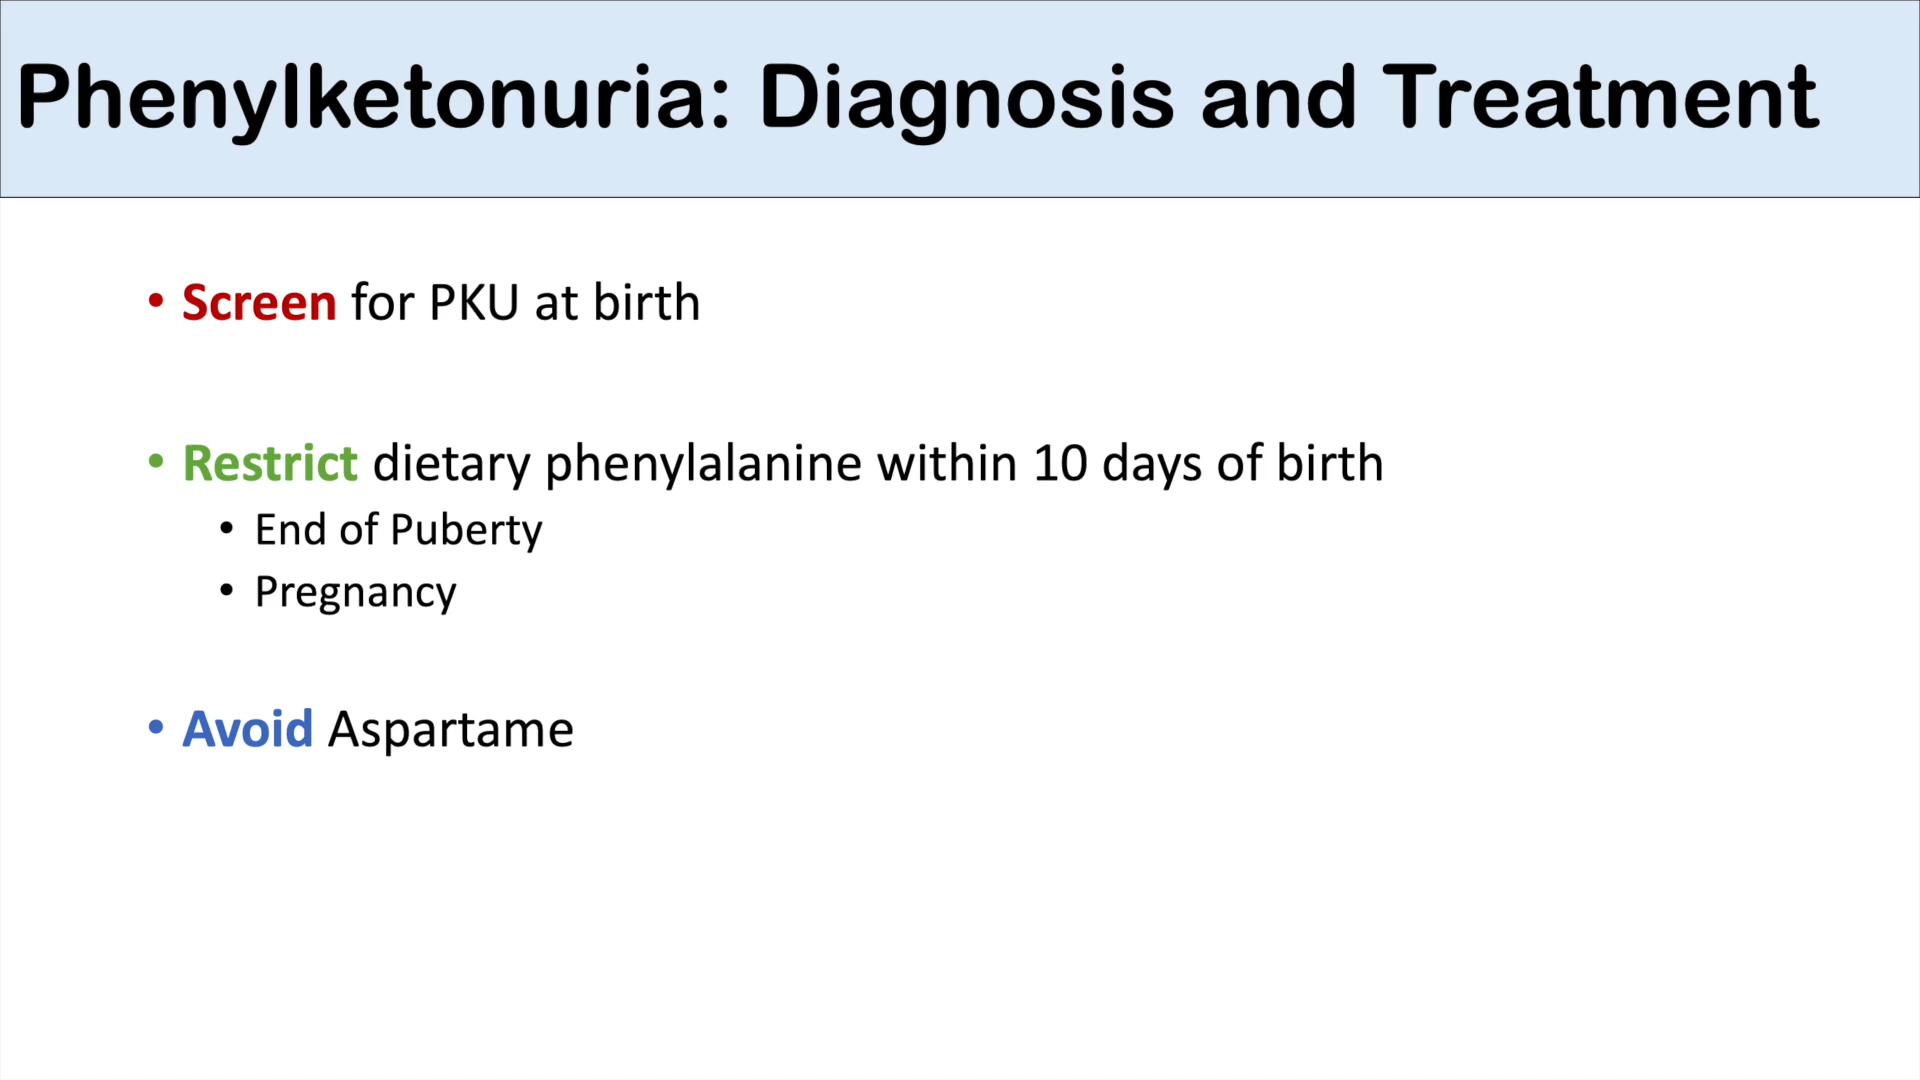 Phenylketonuria: Diagnosis and Treatment
• Screen for PKU at birth
• Restrict dietary phenylalanine within 10 days of birth
• End of Puberty
• Pregnancy
• Avoid Aspartame